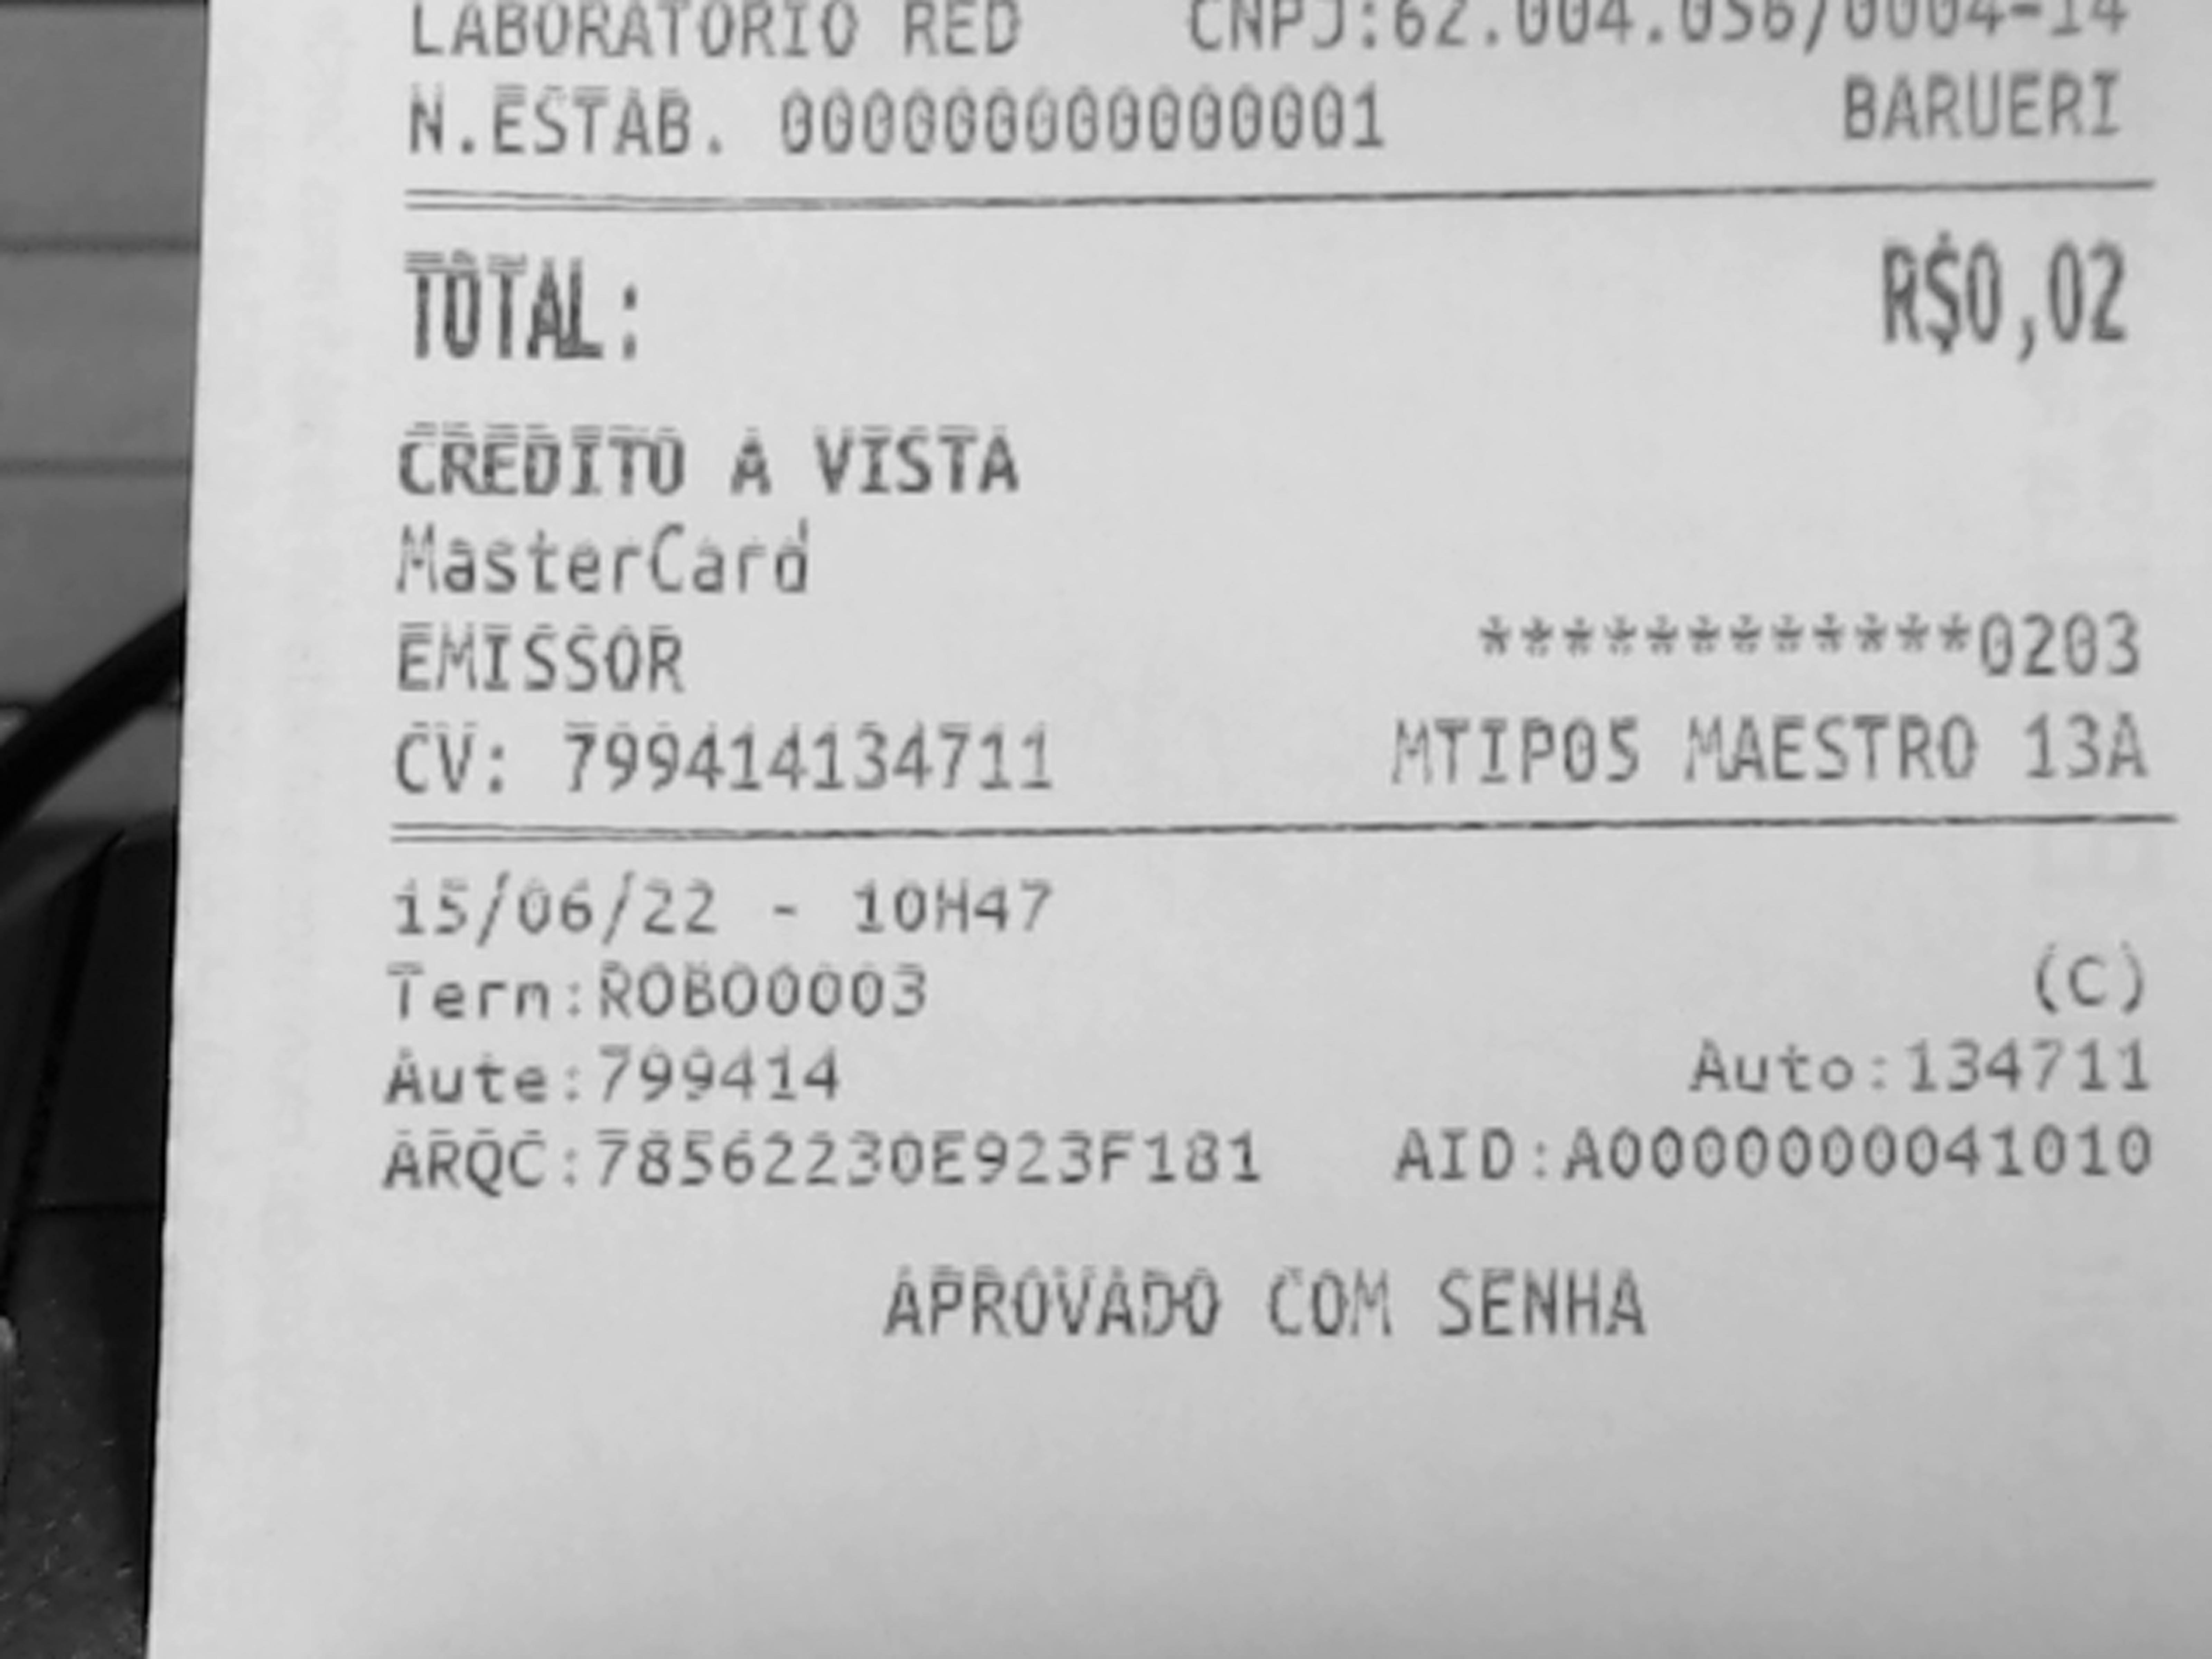 LABORATORIO RED CNPJ:62.004.056/0004-14
N.ESTAB. 000000000000001 BARUERI
TOTAL: R$0,02
CREDITO A VISTA
MasterCard
EMISSOR ************0203
CV: 799414134711 MTIP05 MAESTRO 13A
15/06/22 - 10H47
(C)
Term:ROBO0003
Aute:799414 Auto:134711
ARQC:78562230E923F181 AID:A0000000041010
APROVADO COM SENHA